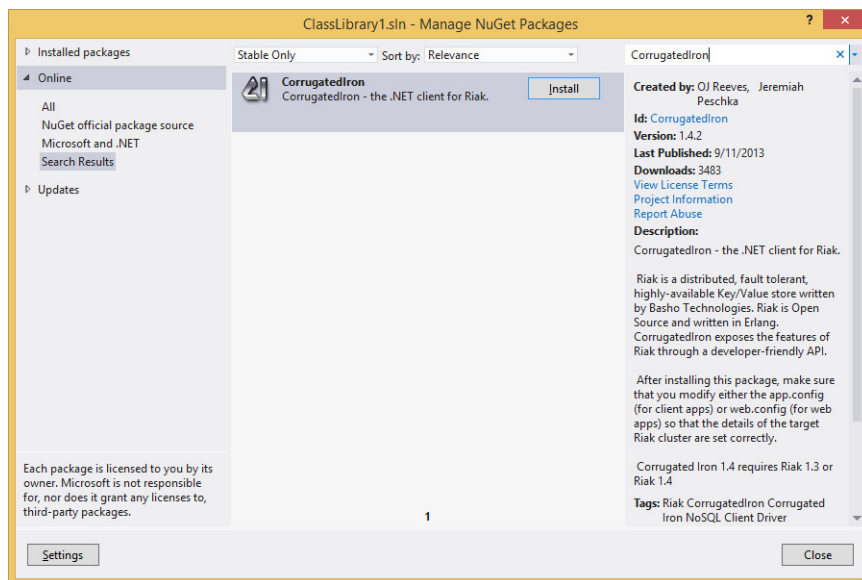 ClassLibrary1.sln - Manage NuGet Packages
?
Installed packages
Online
All
NuGet official package source
Microsoft and .NET
Search Results
Updates
Each package is licensed to you by its
owner. Microsoft is not responsible
for, nor does it grant any licenses to,
third-party packages.
Stable Only
Sort by: Relevance
CorrugatedIron
CorrugatedIron - the .NET client for Riak.
Install
1
CorrugatedIron
Created by: OJ Reeves, Jeremiah
Peschka
Id: CorrugatedIron
Version: 1.4.2
Last Published: 9/11/2013
Downloads: 3483
View License Terms
Project Information
Report Abuse
Description:
CorrugatedIron - the .NET client for Riak.
Riak is a distributed, fault tolerant,
highly-available Key/Value store written
by Basho Technologies. Riak is Open
Source and written in Erlang.
CorrugatedIron exposes the features of
Riak through a developer-friendly API.
After installing this package, make sure
that you modify either the app.config
(for client apps) or web.config (for web
apps) so that the details of the target
Riak cluster are set correctly.
Corrugated Iron 1.4 requires Riak 1.3 or
Riak 1.4
Tags: Riak CorrugatedIron Corrugated
Iron NoSQL Client Driver
Settings
Close